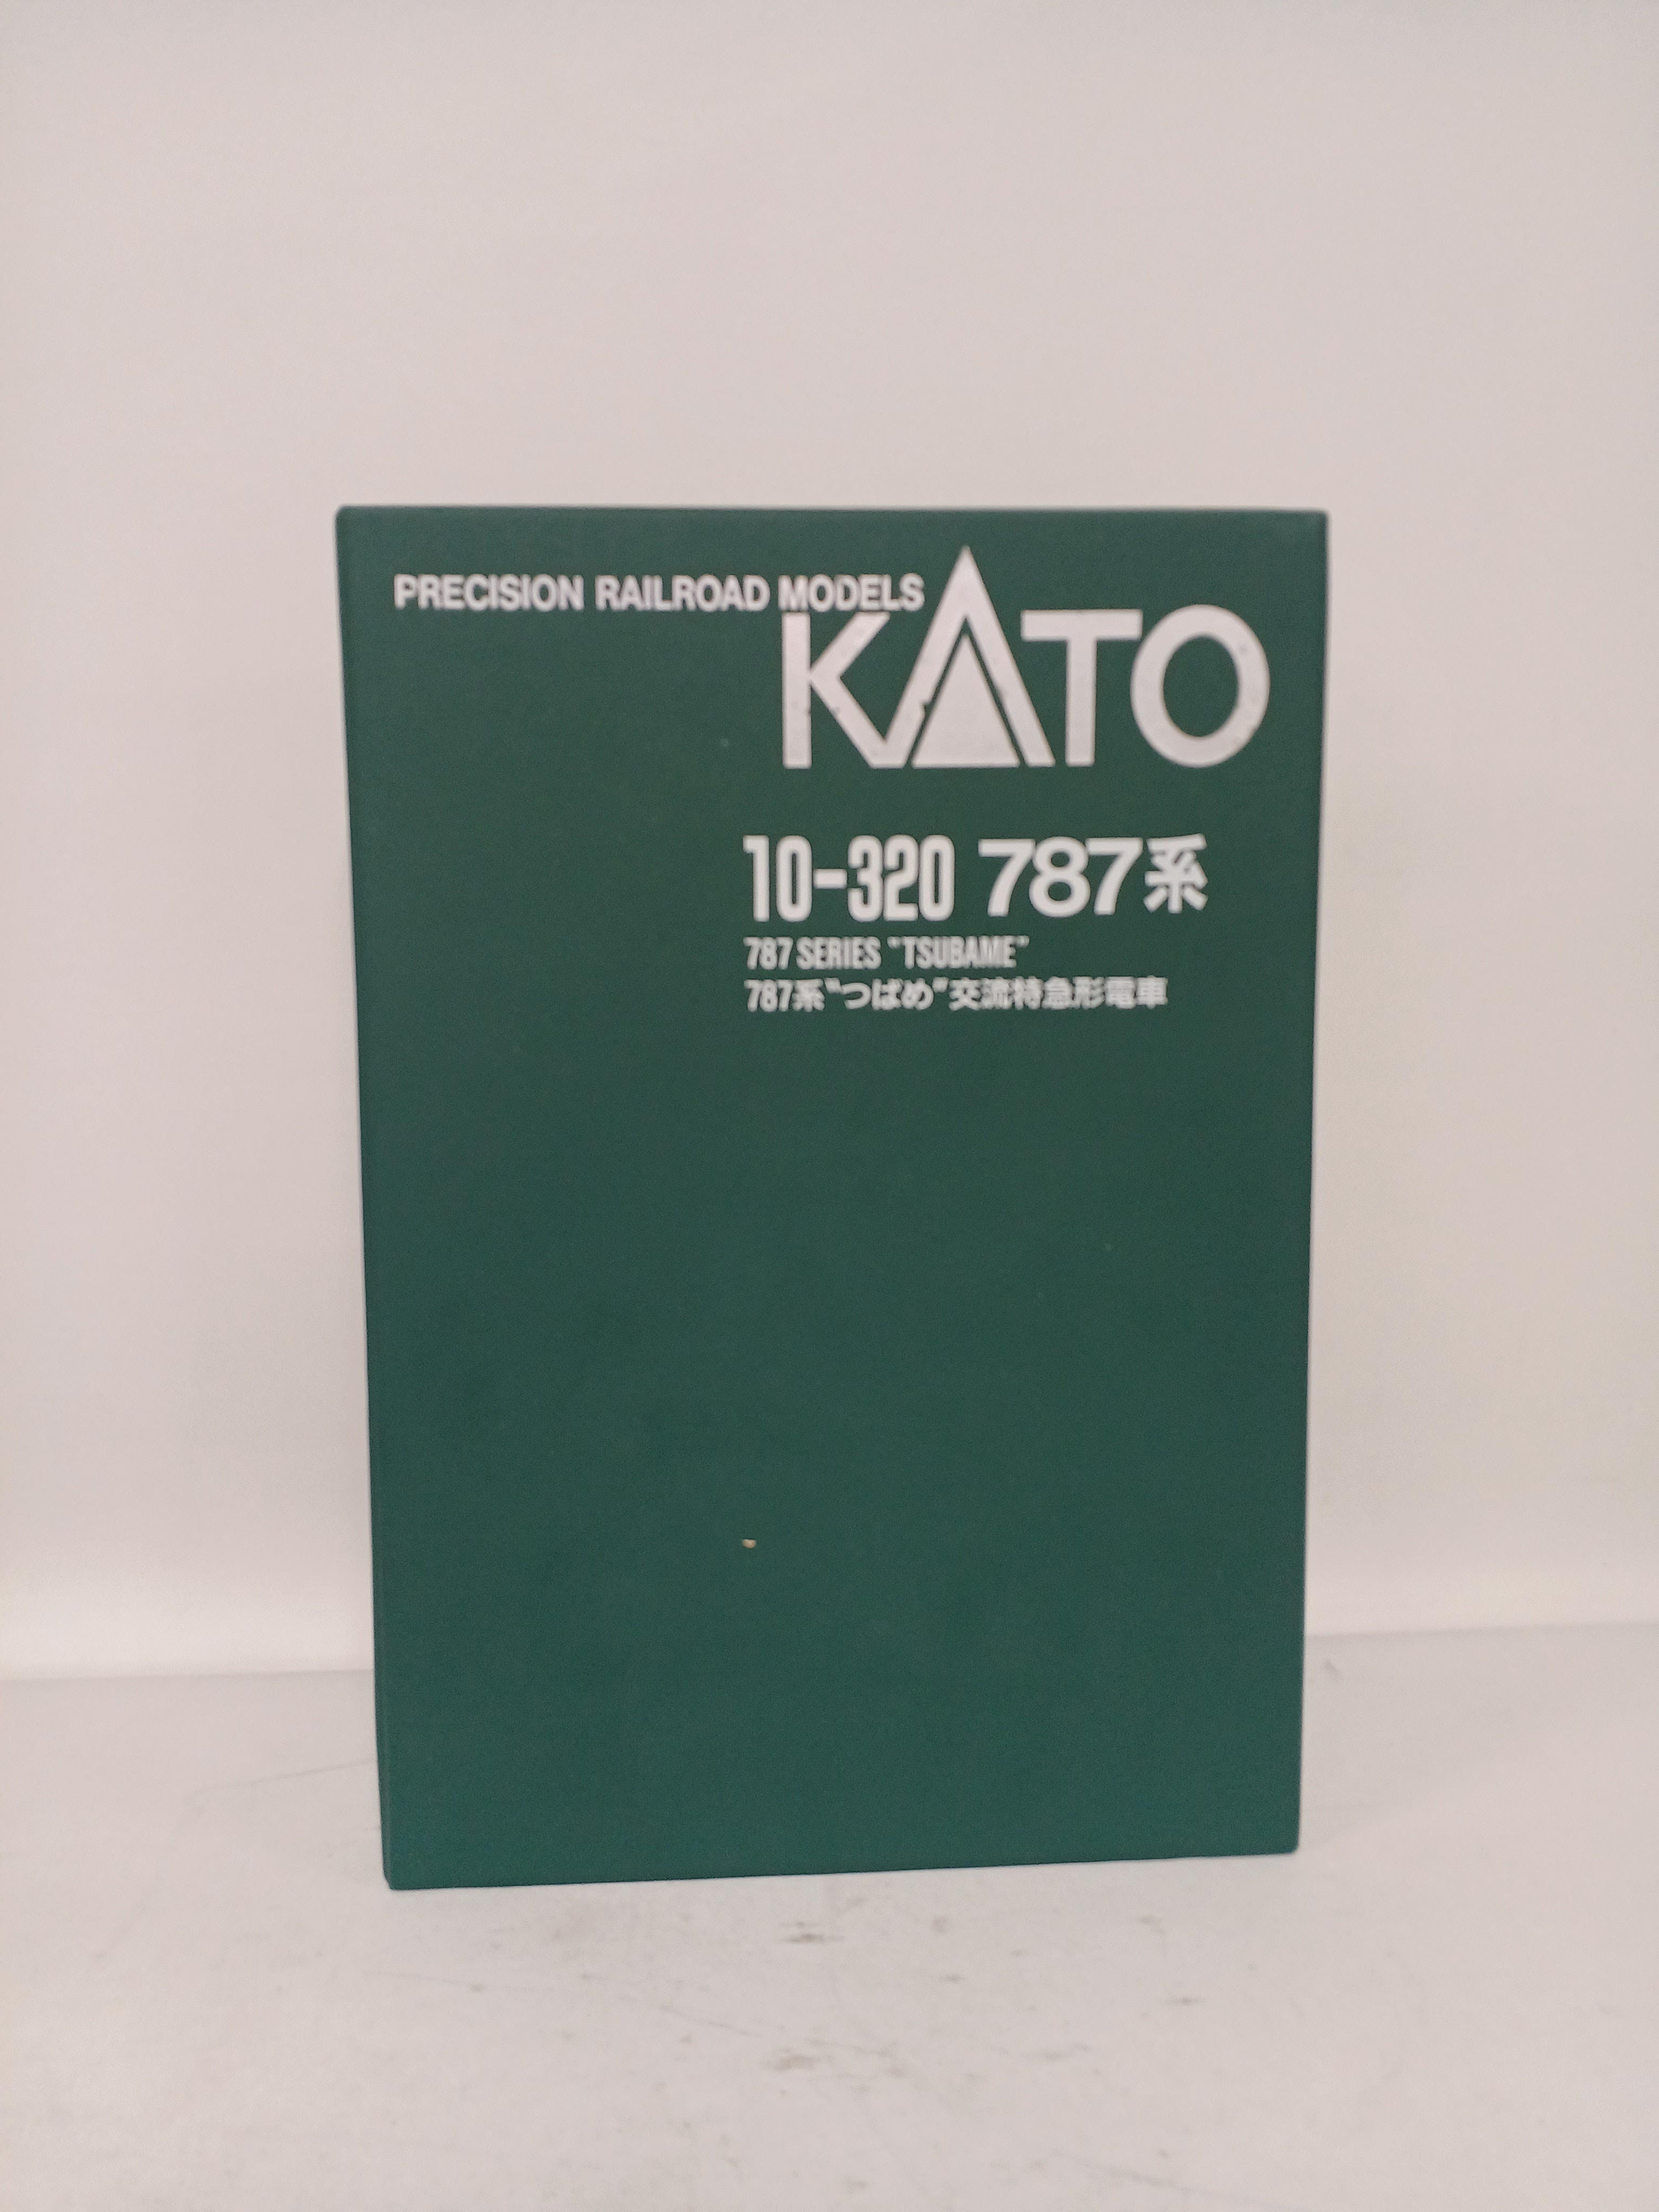 PRECISION RAILROAD MODELS
KATO
10-320 787系
787 SERIES "TSUBAME"
787系〝つばめ〞交流特急形電車